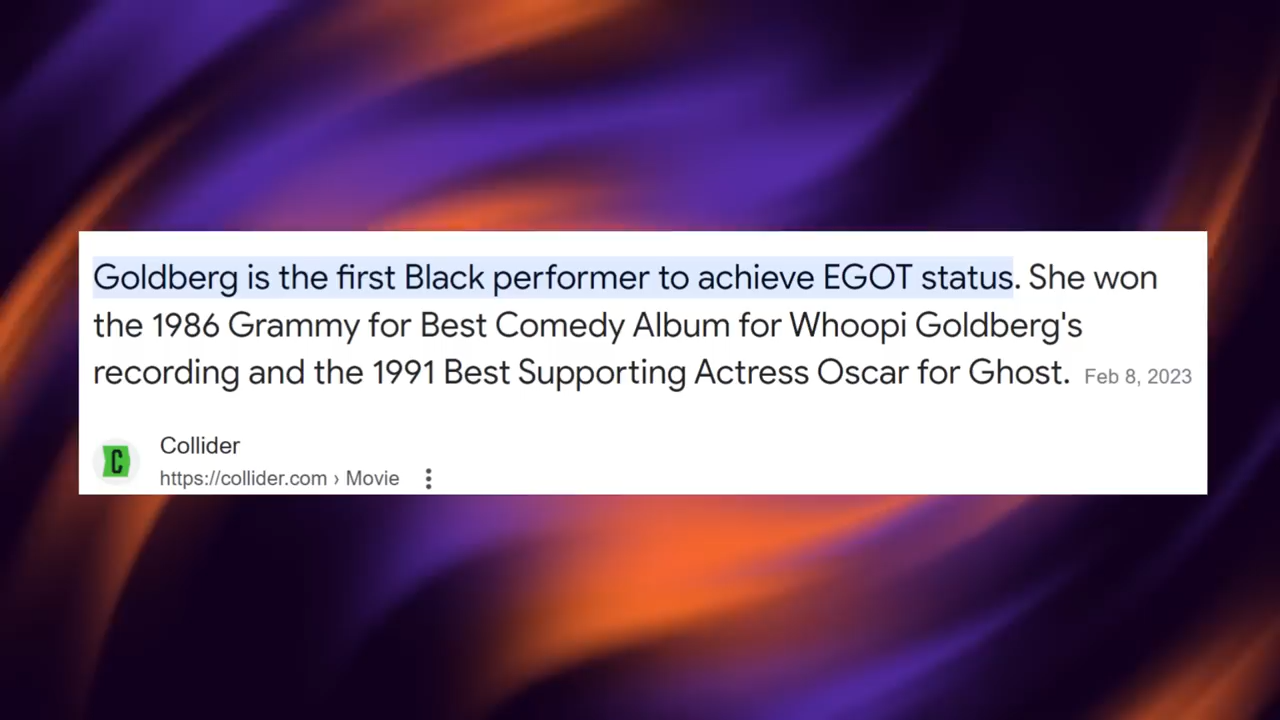 Goldberg is the first Black performer to achieve EGOT status. She won
the 1986 Grammy for Best Comedy Album for Whoopi Goldberg's
recording and the 1991 Best Supporting Actress Oscar for Ghost. Feb 8, 2023
C
Collider
https://collider.com › Movie